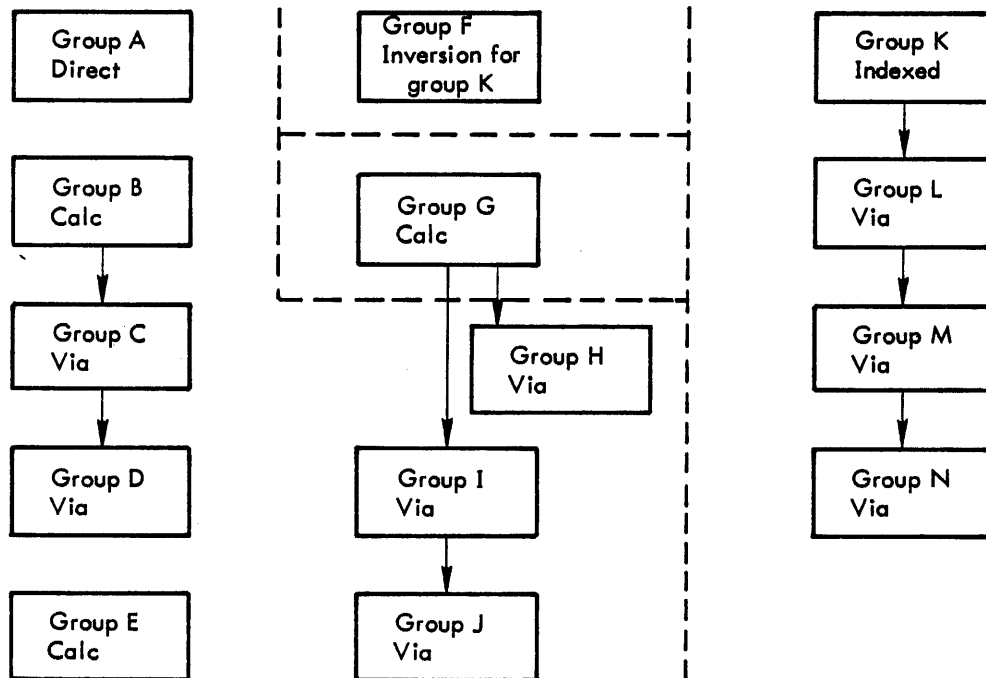 Group A
Direct
Group B
Calc
Group C
Via
Group D
Via
Group E
Calc
Group F
Inversion for
group K
Group G
Calc
Group H
Via
Group I
Via
Group J
Via
Group K
Indexed
Group L
Via
Group M
Via
Group N
Via